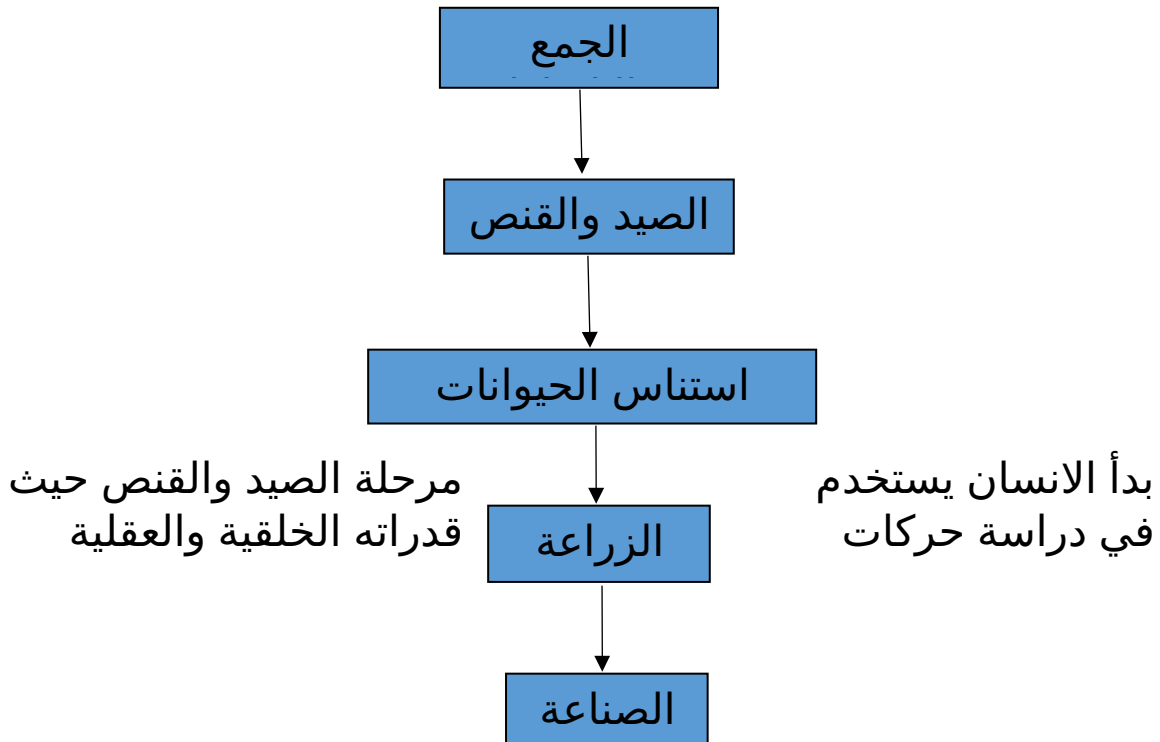 الجمع
الصيد والقنص
استناس الحيوانات
مرحلة الصيد والقنص حيث
قدراته الخلقية والعقلية
الزراعة
بدأ الانسان يستخدم
في دراسة حركات
الصناعة